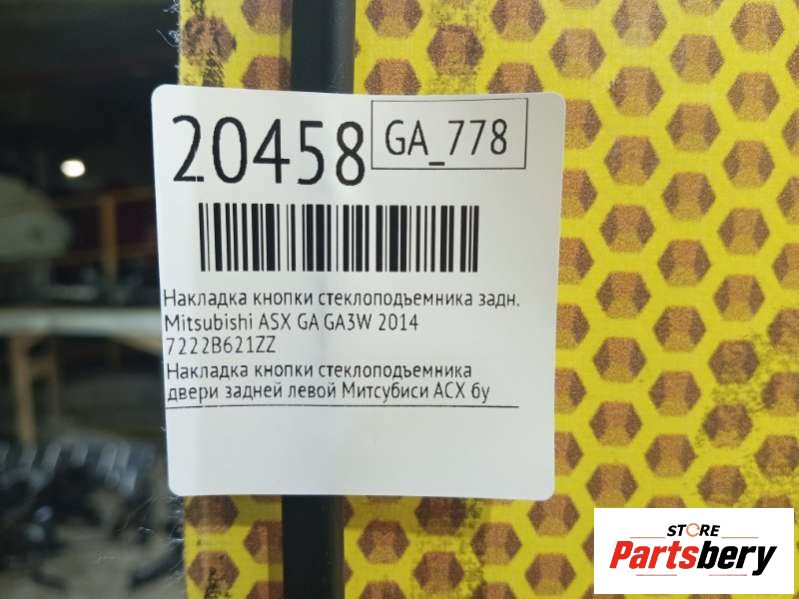 20458
GA_778
Накладка кнопки стеклоподъемника задн.
Mitsubishi ASX GA GA3W 2014
7222B621ZZ
Накладка кнопки стеклоподъемника
двери задней левой Митсубиси АСХ бу
STORE
Partsbery